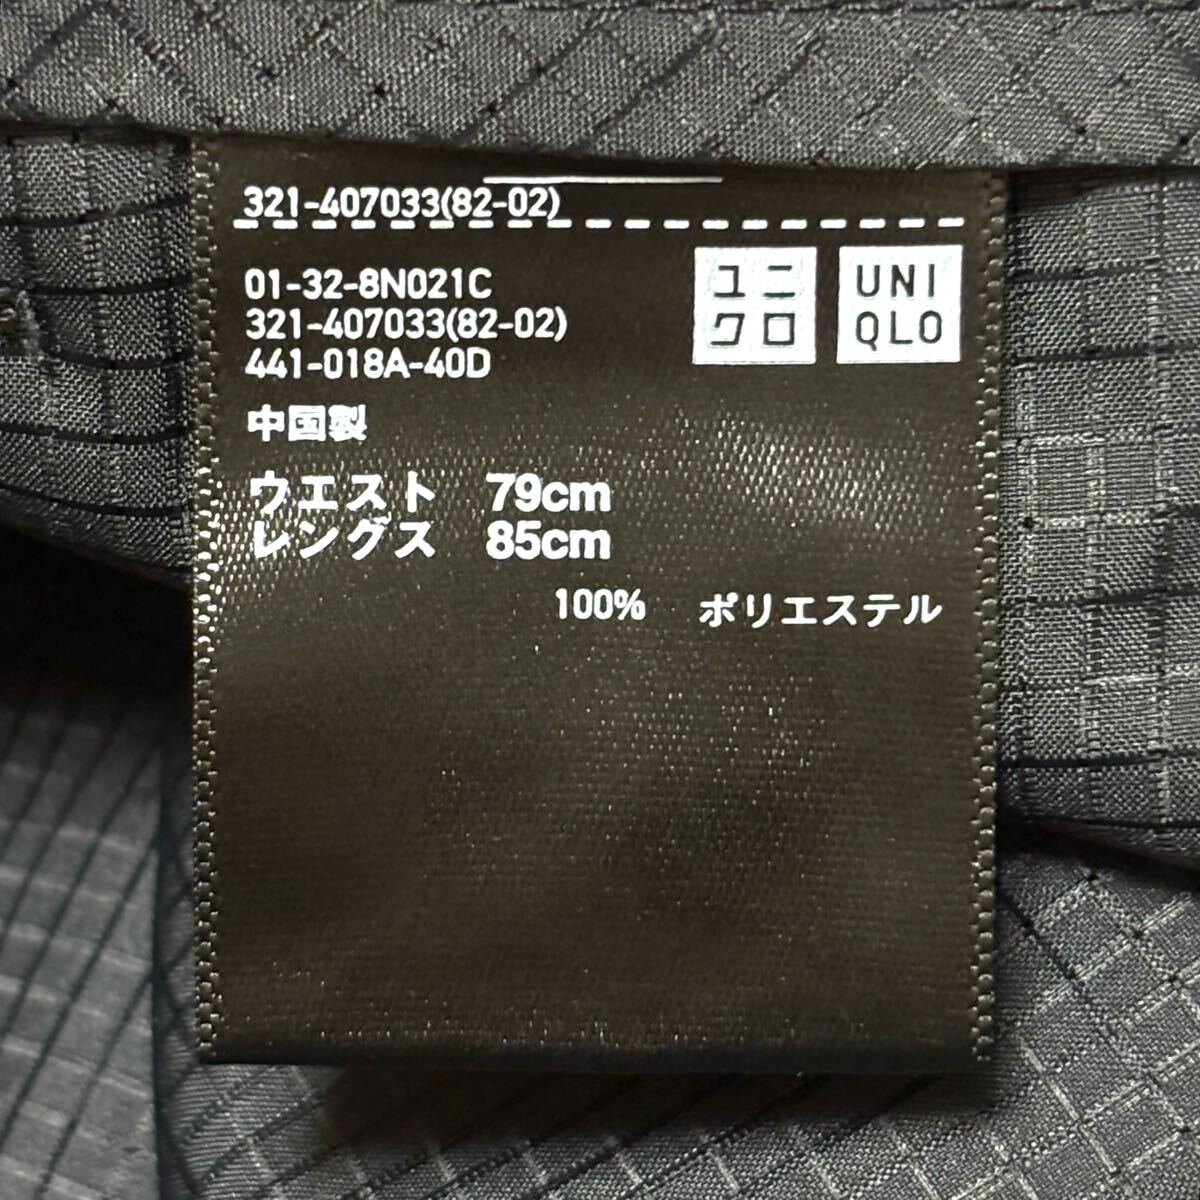 321-407033(82-02)
01-32-8N021C
321-407033(82-02)
441-018A-40D
ユニ
クロ
UNI
QLO
中国製
ウエスト 79cm
レングス 85cm
100% ポリエステル